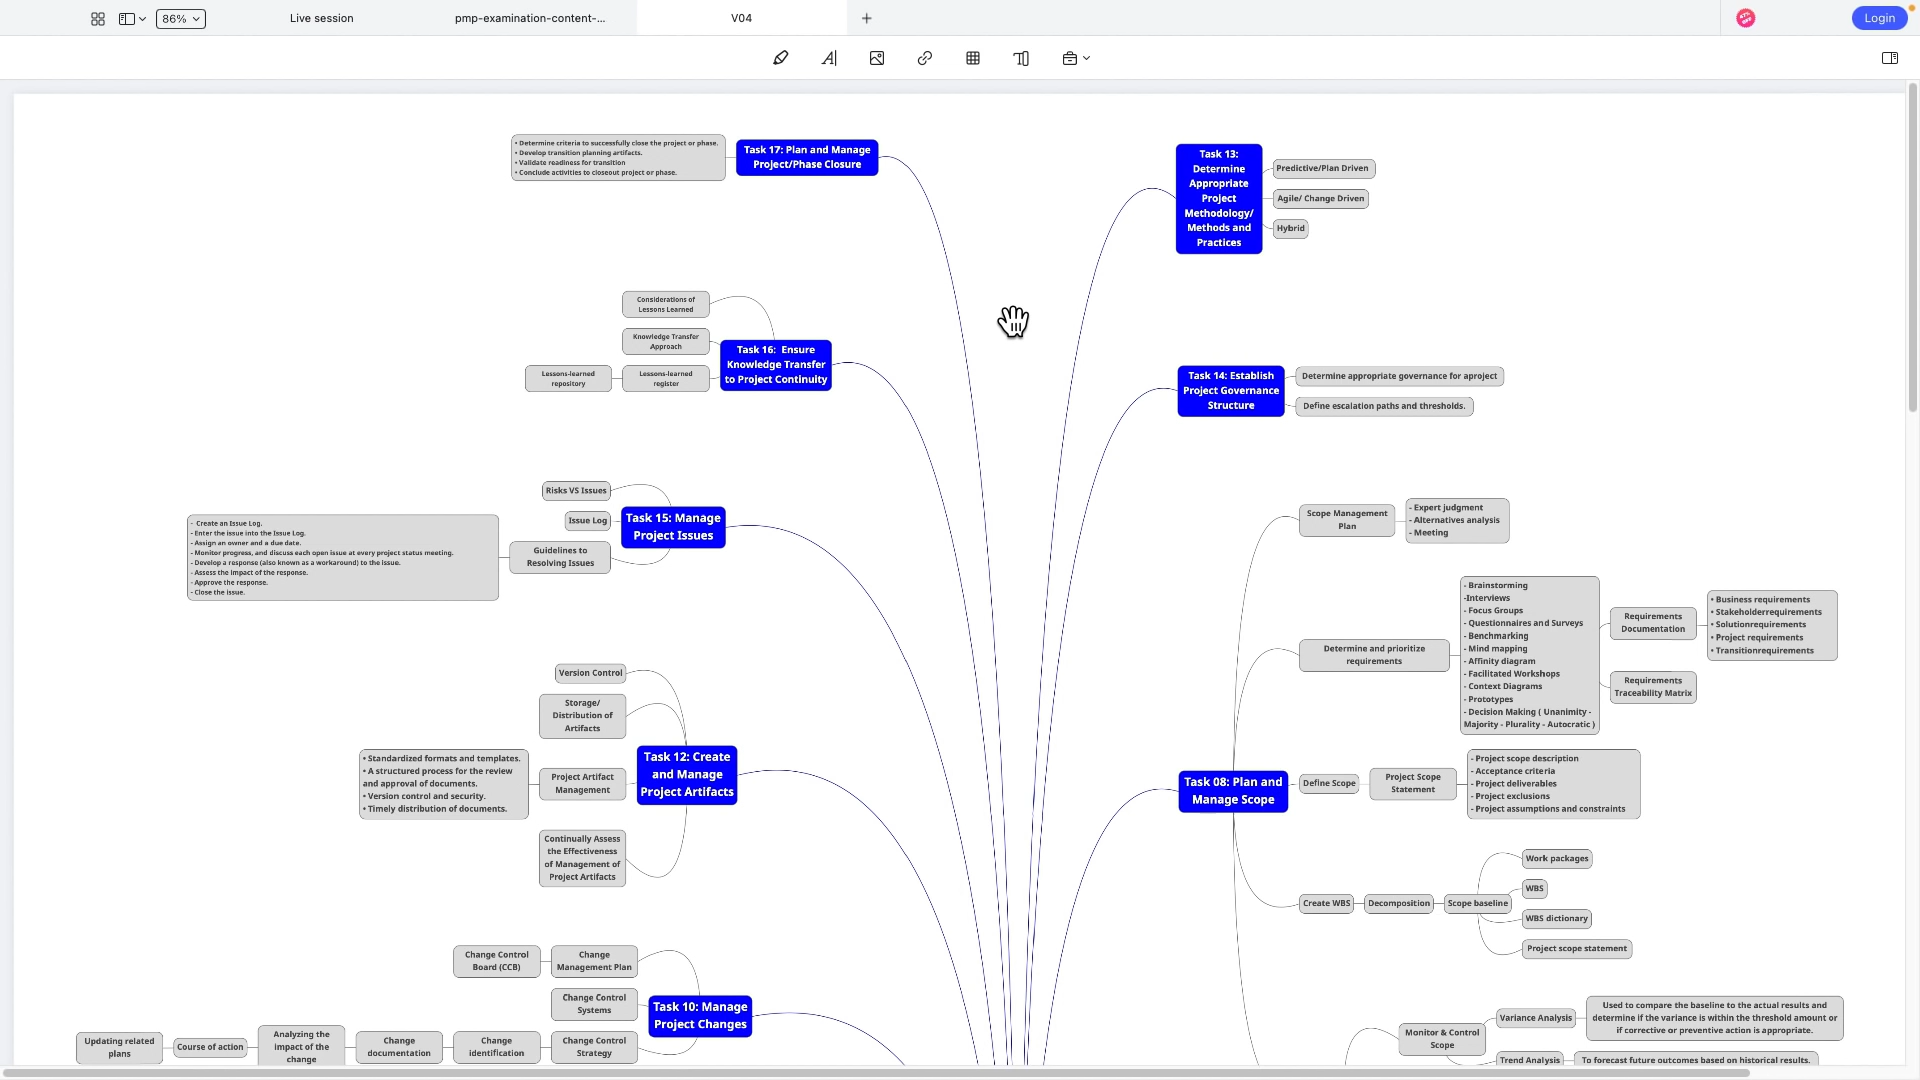 86%
Live session
pmp-examination-content-...
V04
47% OFF
Login
• Determine criteria to successfully close the project or phase.
• Develop transition planning artifacts.
• Validate readiness for transition
• Conclude activities to closeout project or phase.
Task 17: Plan and Manage
Project/Phase Closure
Task 13:
Determine
Appropriate
Project
Methodology/
Methods and
Practices
Predictive/Plan Driven
Agile/ Change Driven
Hybrid
Considerations of
Lessons Learned
Knowledge Transfer
Approach
Lessons-learned
repository
Lessons-learned
register
Task 16: Ensure
Knowledge Transfer
to Project Continuity
Task 14: Establish
Project Governance
Structure
Determine appropriate governance for aproject
Define escalation paths and thresholds.
Risks VS Issues
Issue Log
Guidelines to
Resolving Issues
Task 15: Manage
Project Issues
- Create an Issue Log.
- Enter the issue into the Issue Log.
- Assign an owner and a due date.
- Monitor progress, and discuss each open issue at every project status meeting.
- Develop a response (also known as a workaround) to the issue.
- Assess the impact of the response.
- Approve the response.
- Close the issue.
Scope Management
Plan
- Expert judgment
- Alternatives analysis
- Meeting
Determine and prioritize
requirements
- Brainstorming
-Interviews
- Focus Groups
- Questionnaires and Surveys
- Benchmarking
- Mind mapping
- Affinity diagram
- Facilitated Workshops
- Context Diagrams
- Prototypes
- Decision Making ( Unanimity -
Majority - Plurality - Autocratic )
Requirements
Documentation
• Business requirements
• Stakeholderrequirements
• Solutionrequirements
• Project requirements
• Transitionrequirements
Requirements
Traceability Matrix
Version Control
Storage/
Distribution of
Artifacts
Project Artifact
Management
• Standardized formats and templates.
• A structured process for the review
and approval of documents.
• Version control and security.
• Timely distribution of documents.
Continually Assess
the Effectiveness
of Management of
Project Artifacts
Task 12: Create
and Manage
Project Artifacts
Task 08: Plan and
Manage Scope
Define Scope
Project Scope
Statement
- Project scope description
- Acceptance criteria
- Project deliverables
- Project exclusions
- Project assumptions and constraints
Create WBS
Decomposition
Scope baseline
Work packages
WBS
WBS dictionary
Project scope statement
Change Control
Board (CCB)
Change
Management Plan
Change Control
Systems
Task 10: Manage
Project Changes
Updating related
plans
Course of action
Analyzing the
impact of the
change
Change
documentation
Change
identification
Change Control
Strategy
Monitor & Control
Scope
Variance Analysis
Used to compare the baseline to the actual results and
determine if the variance is within the threshold amount or
if corrective or preventive action is appropriate.
Trend Analysis
To forecast future outcomes based on historical results.